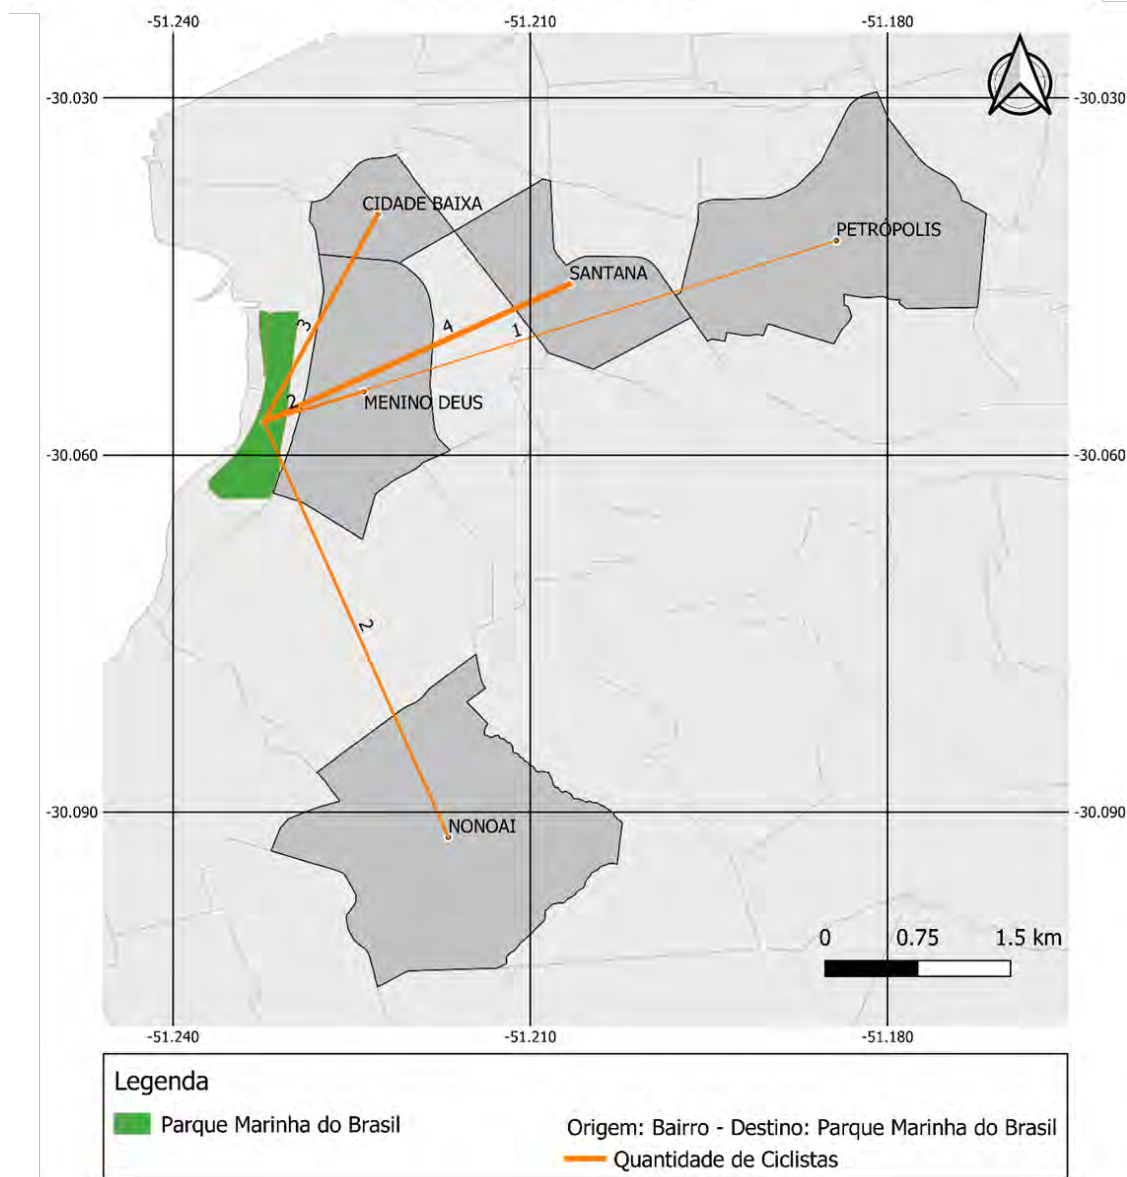 -51.240 -51.210 -51.180
-30.030 -30.030
CIDADE BAIXA
PETRÓPOLIS
SANTANA
3
4
1
2
MENINO DEUS
-30.060 -30.060
2
-30.090 -30.090
NONOAI
0 0.75 1.5 km
-51.240 -51.210 -51.180
Legenda
Parque Marinha do Brasil
Origem: Bairro - Destino: Parque Marinha do Brasil
Quantidade de Ciclistas